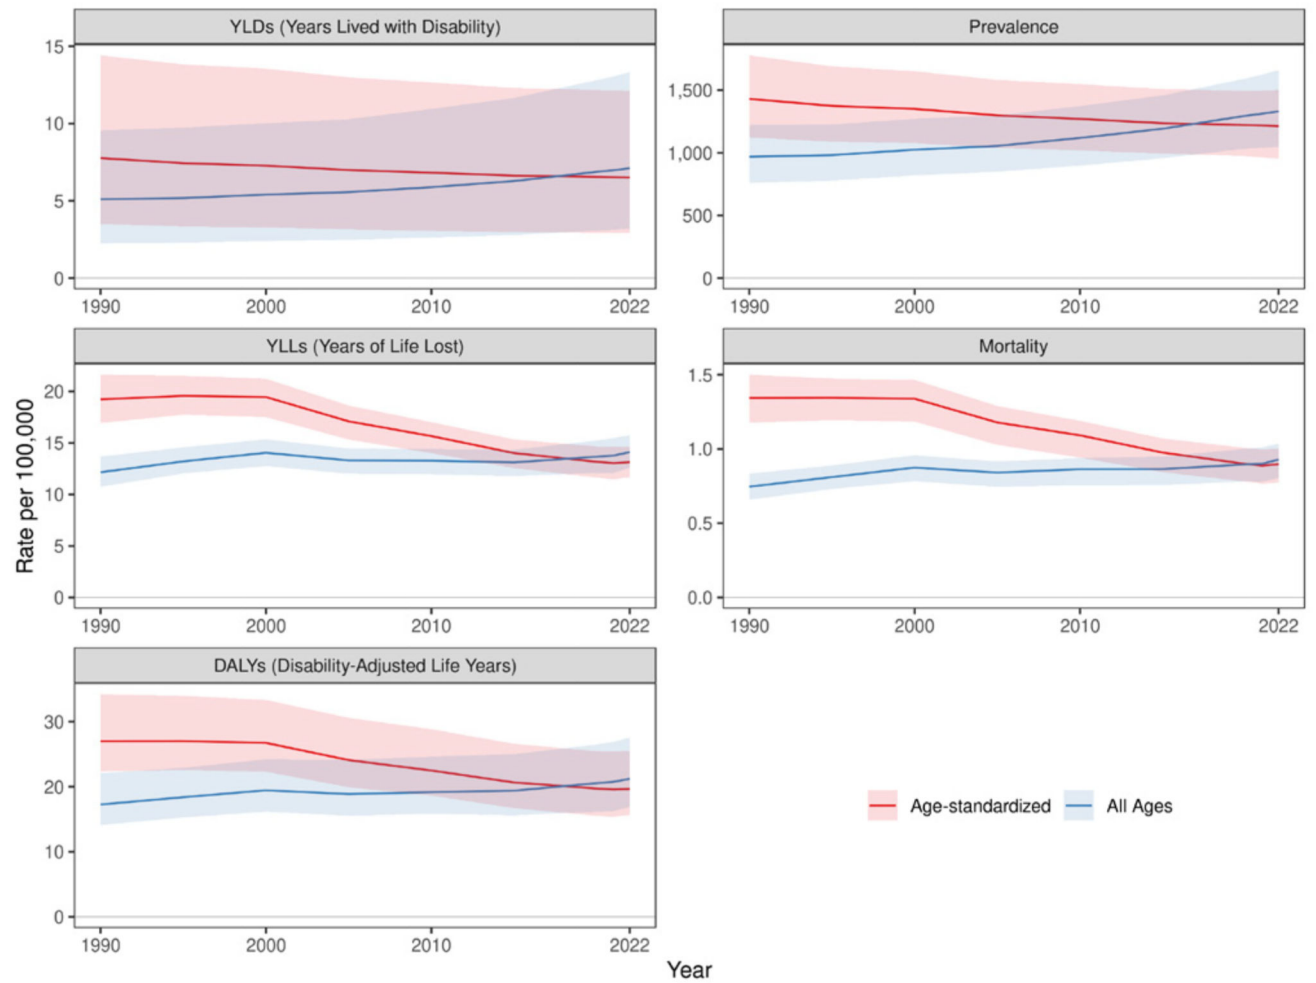 YLDs (Years Lived with Disability)
15
10
5
0
1990 2000 2010 2022
Prevalence
1,500
1,000
500
0
1990 2000 2010 2022
YLLs (Years of Life Lost)
20
15
10
5
0
1990 2000 2010 2022
Mortality
1.5
1.0
0.5
0.0
1990 2000 2010 2022
DALYs (Disability-Adjusted Life Years)
30
20
10
0
1990 2000 2010 2022
Rate per 100,000
Year
Age-standardized All Ages